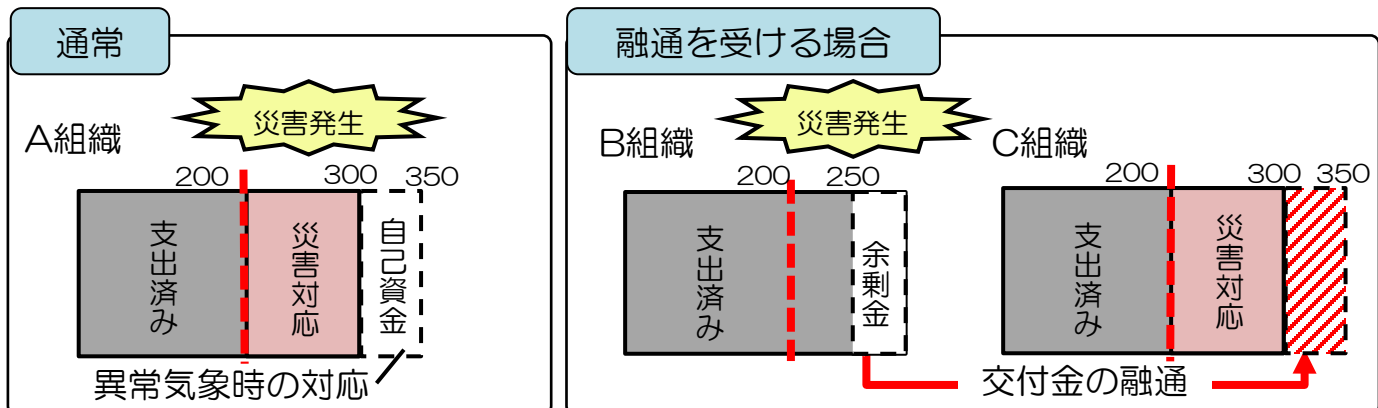 通常
災害発生
A組織
200
300
350
支出済み
災害対応
自己資金
異常気象時の対応
融通を受ける場合
災害発生
B組織
200
250
支出済み
余剰金
C組織
200
300
350
支出済み
災害対応
交付金の融通